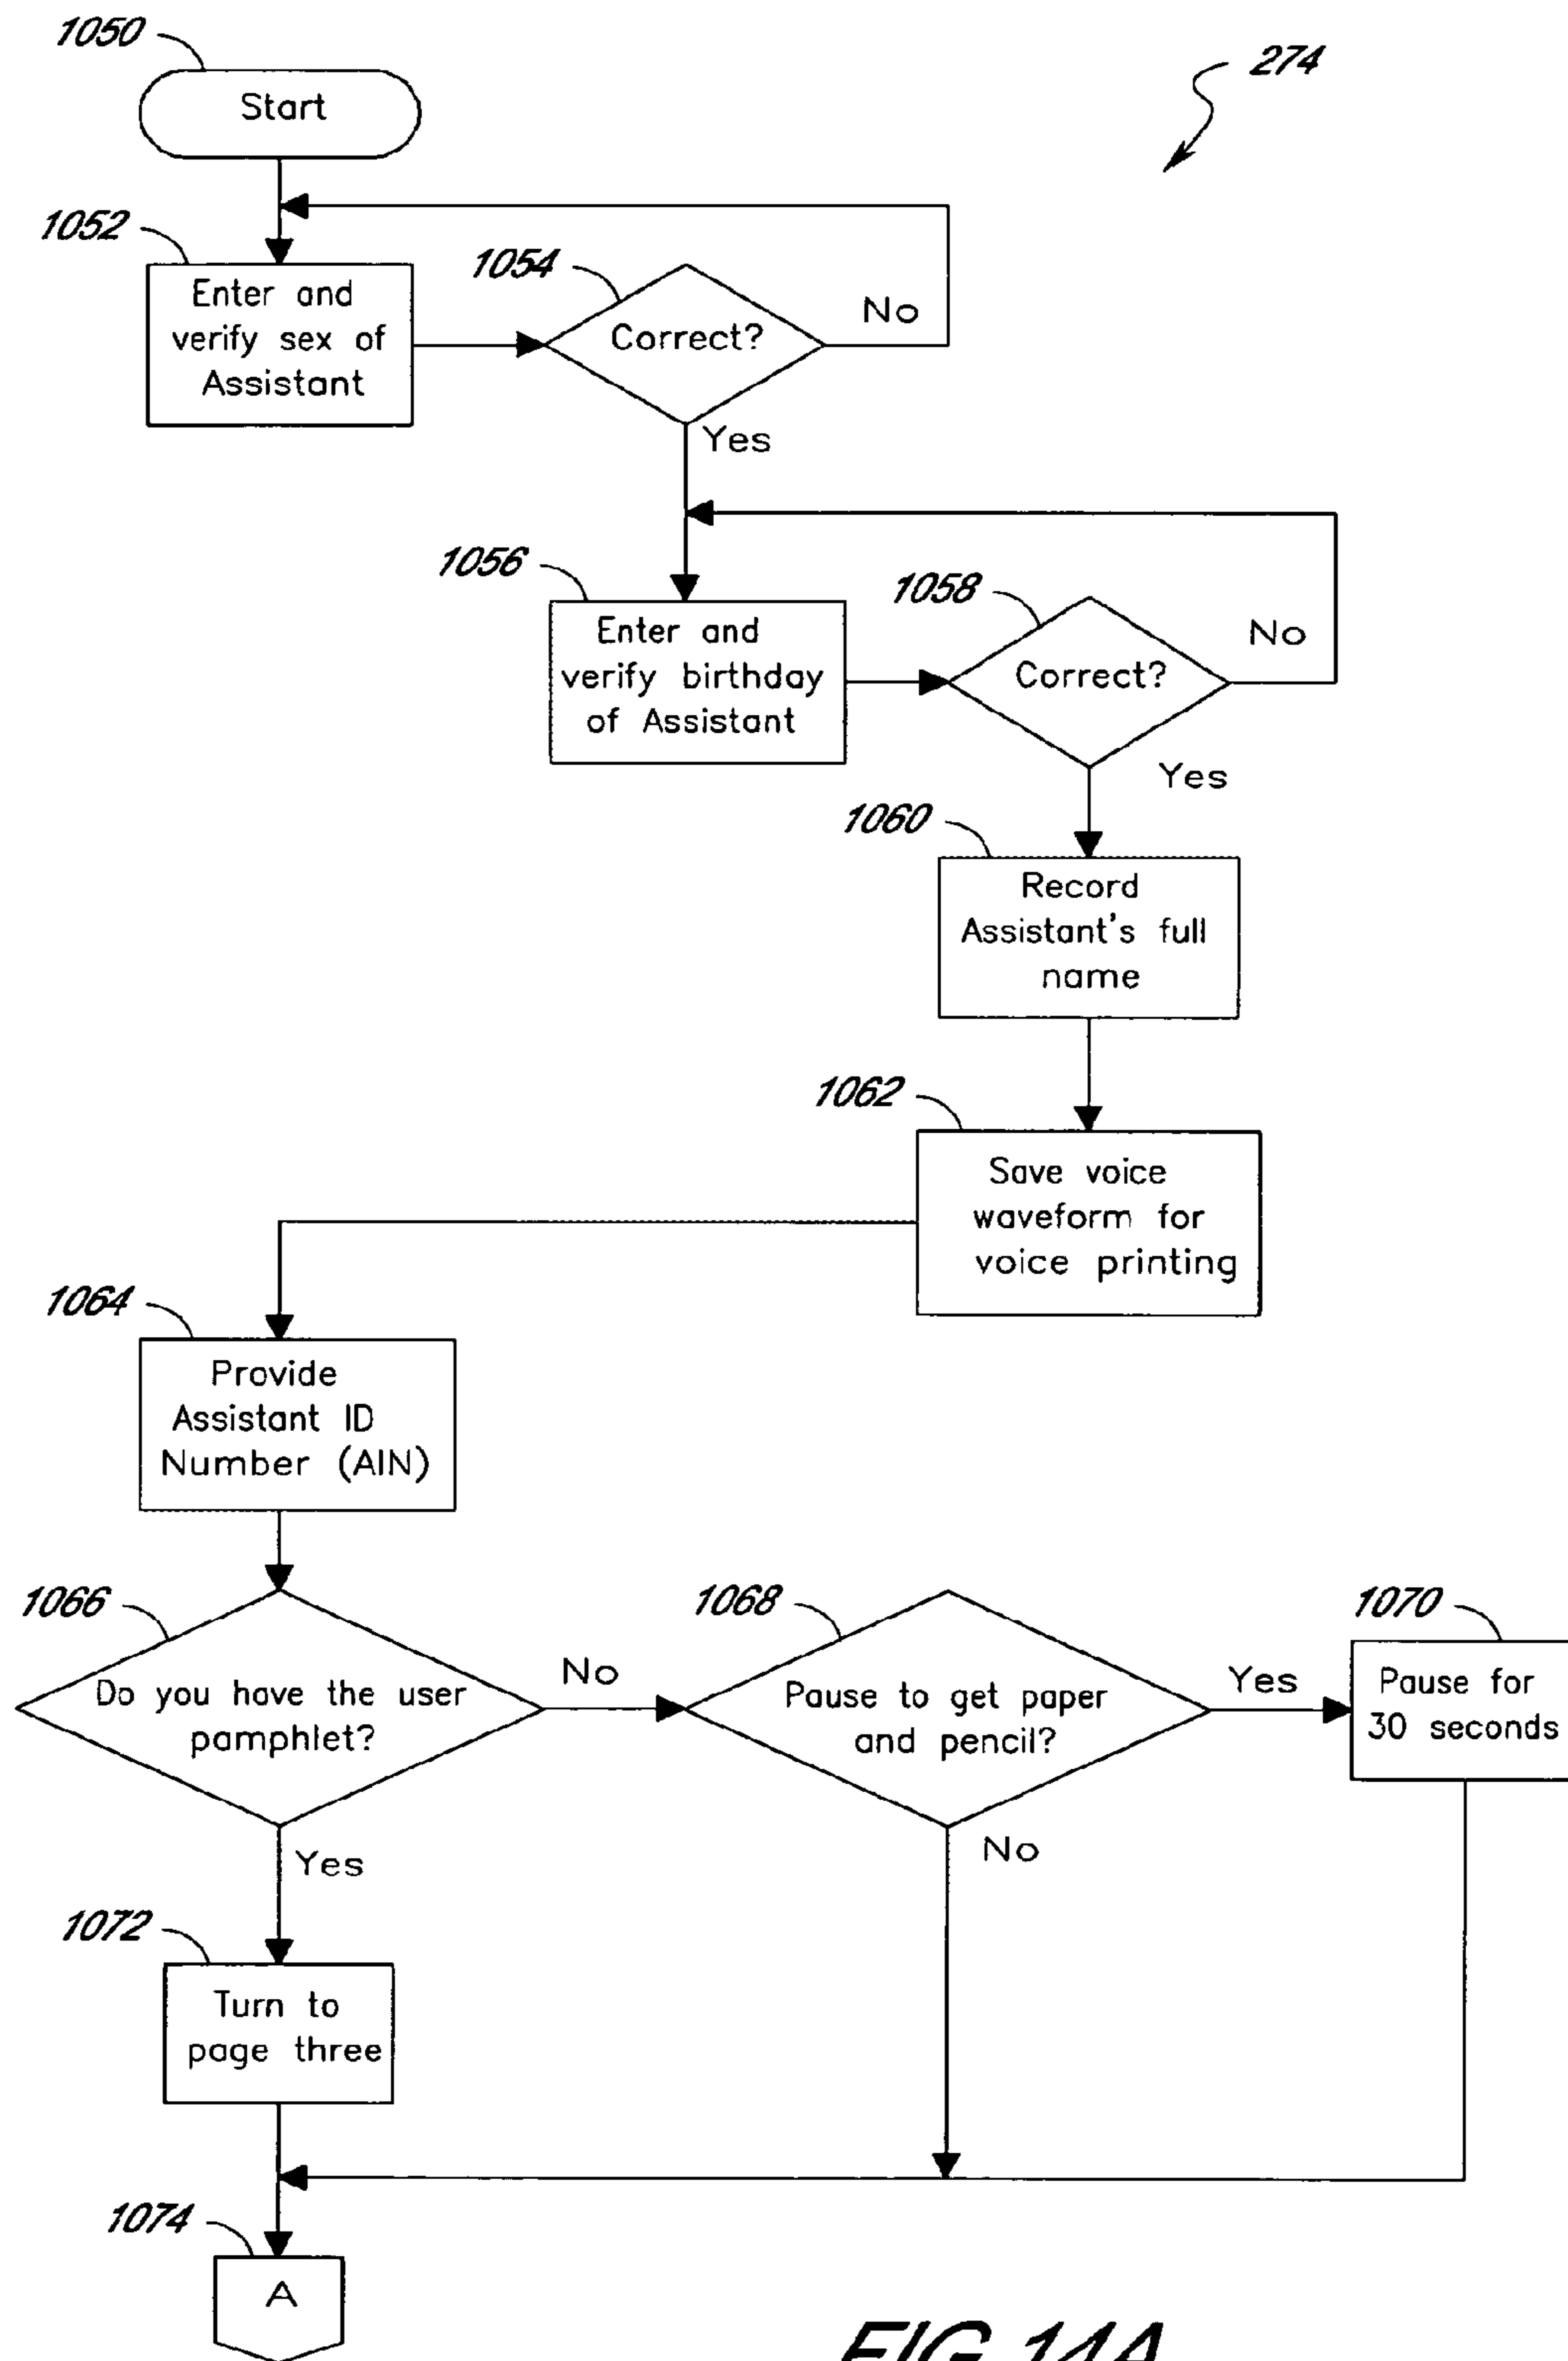 1050
Start
274
1052
Enter and
verify sex of
Assistant
1054
Correct?
No
Yes
1056
Enter and
verify birthday
of Assistant
1058
Correct?
No
Yes
1060
Record
Assistant's full
name
1062
Save voice
waveform for
voice printing
1064
Provide
Assistant ID
Number (AIN)
1066
Do you have the user
pamphlet?
No
1068
Pause to get paper
and pencil?
Yes
1070
Pause for
30 seconds
Yes
No
1072
Turn to
page three
1074
A
FIG. 14A